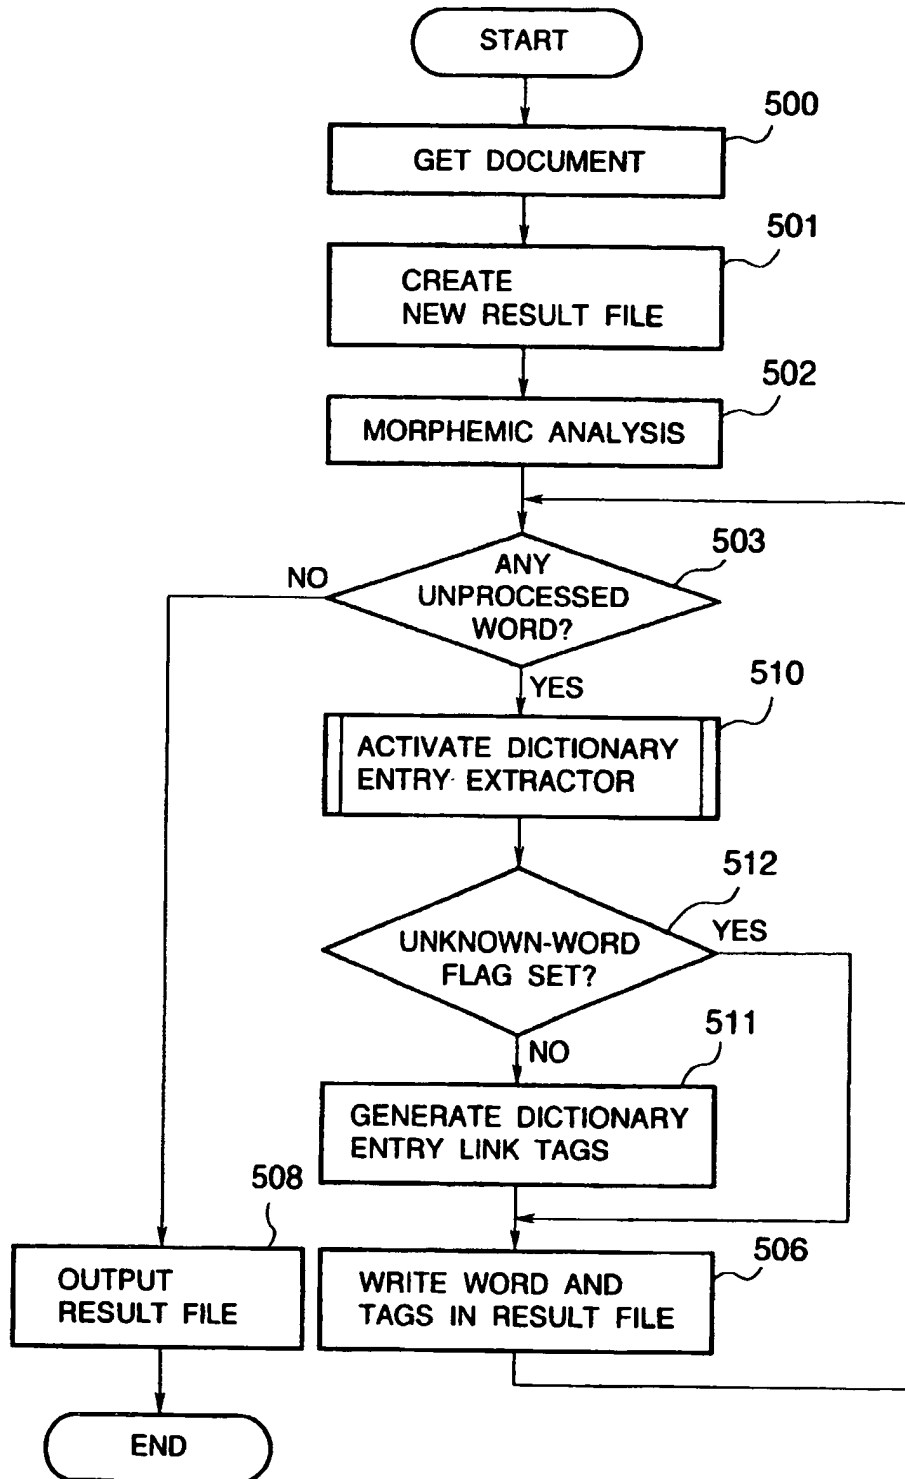 START
500
GET DOCUMENT
501
CREATE
NEW RESULT FILE
502
MORPHEMIC ANALYSIS
503
NO
ANY
UNPROCESSED
WORD?
YES
510
ACTIVATE DICTIONARY
ENTRY EXTRACTOR
512
UNKNOWN-WORD
FLAG SET?
YES
NO
511
GENERATE DICTIONARY
ENTRY LINK TAGS
508
OUTPUT
RESULT FILE
506
WRITE WORD AND
TAGS IN RESULT FILE
END